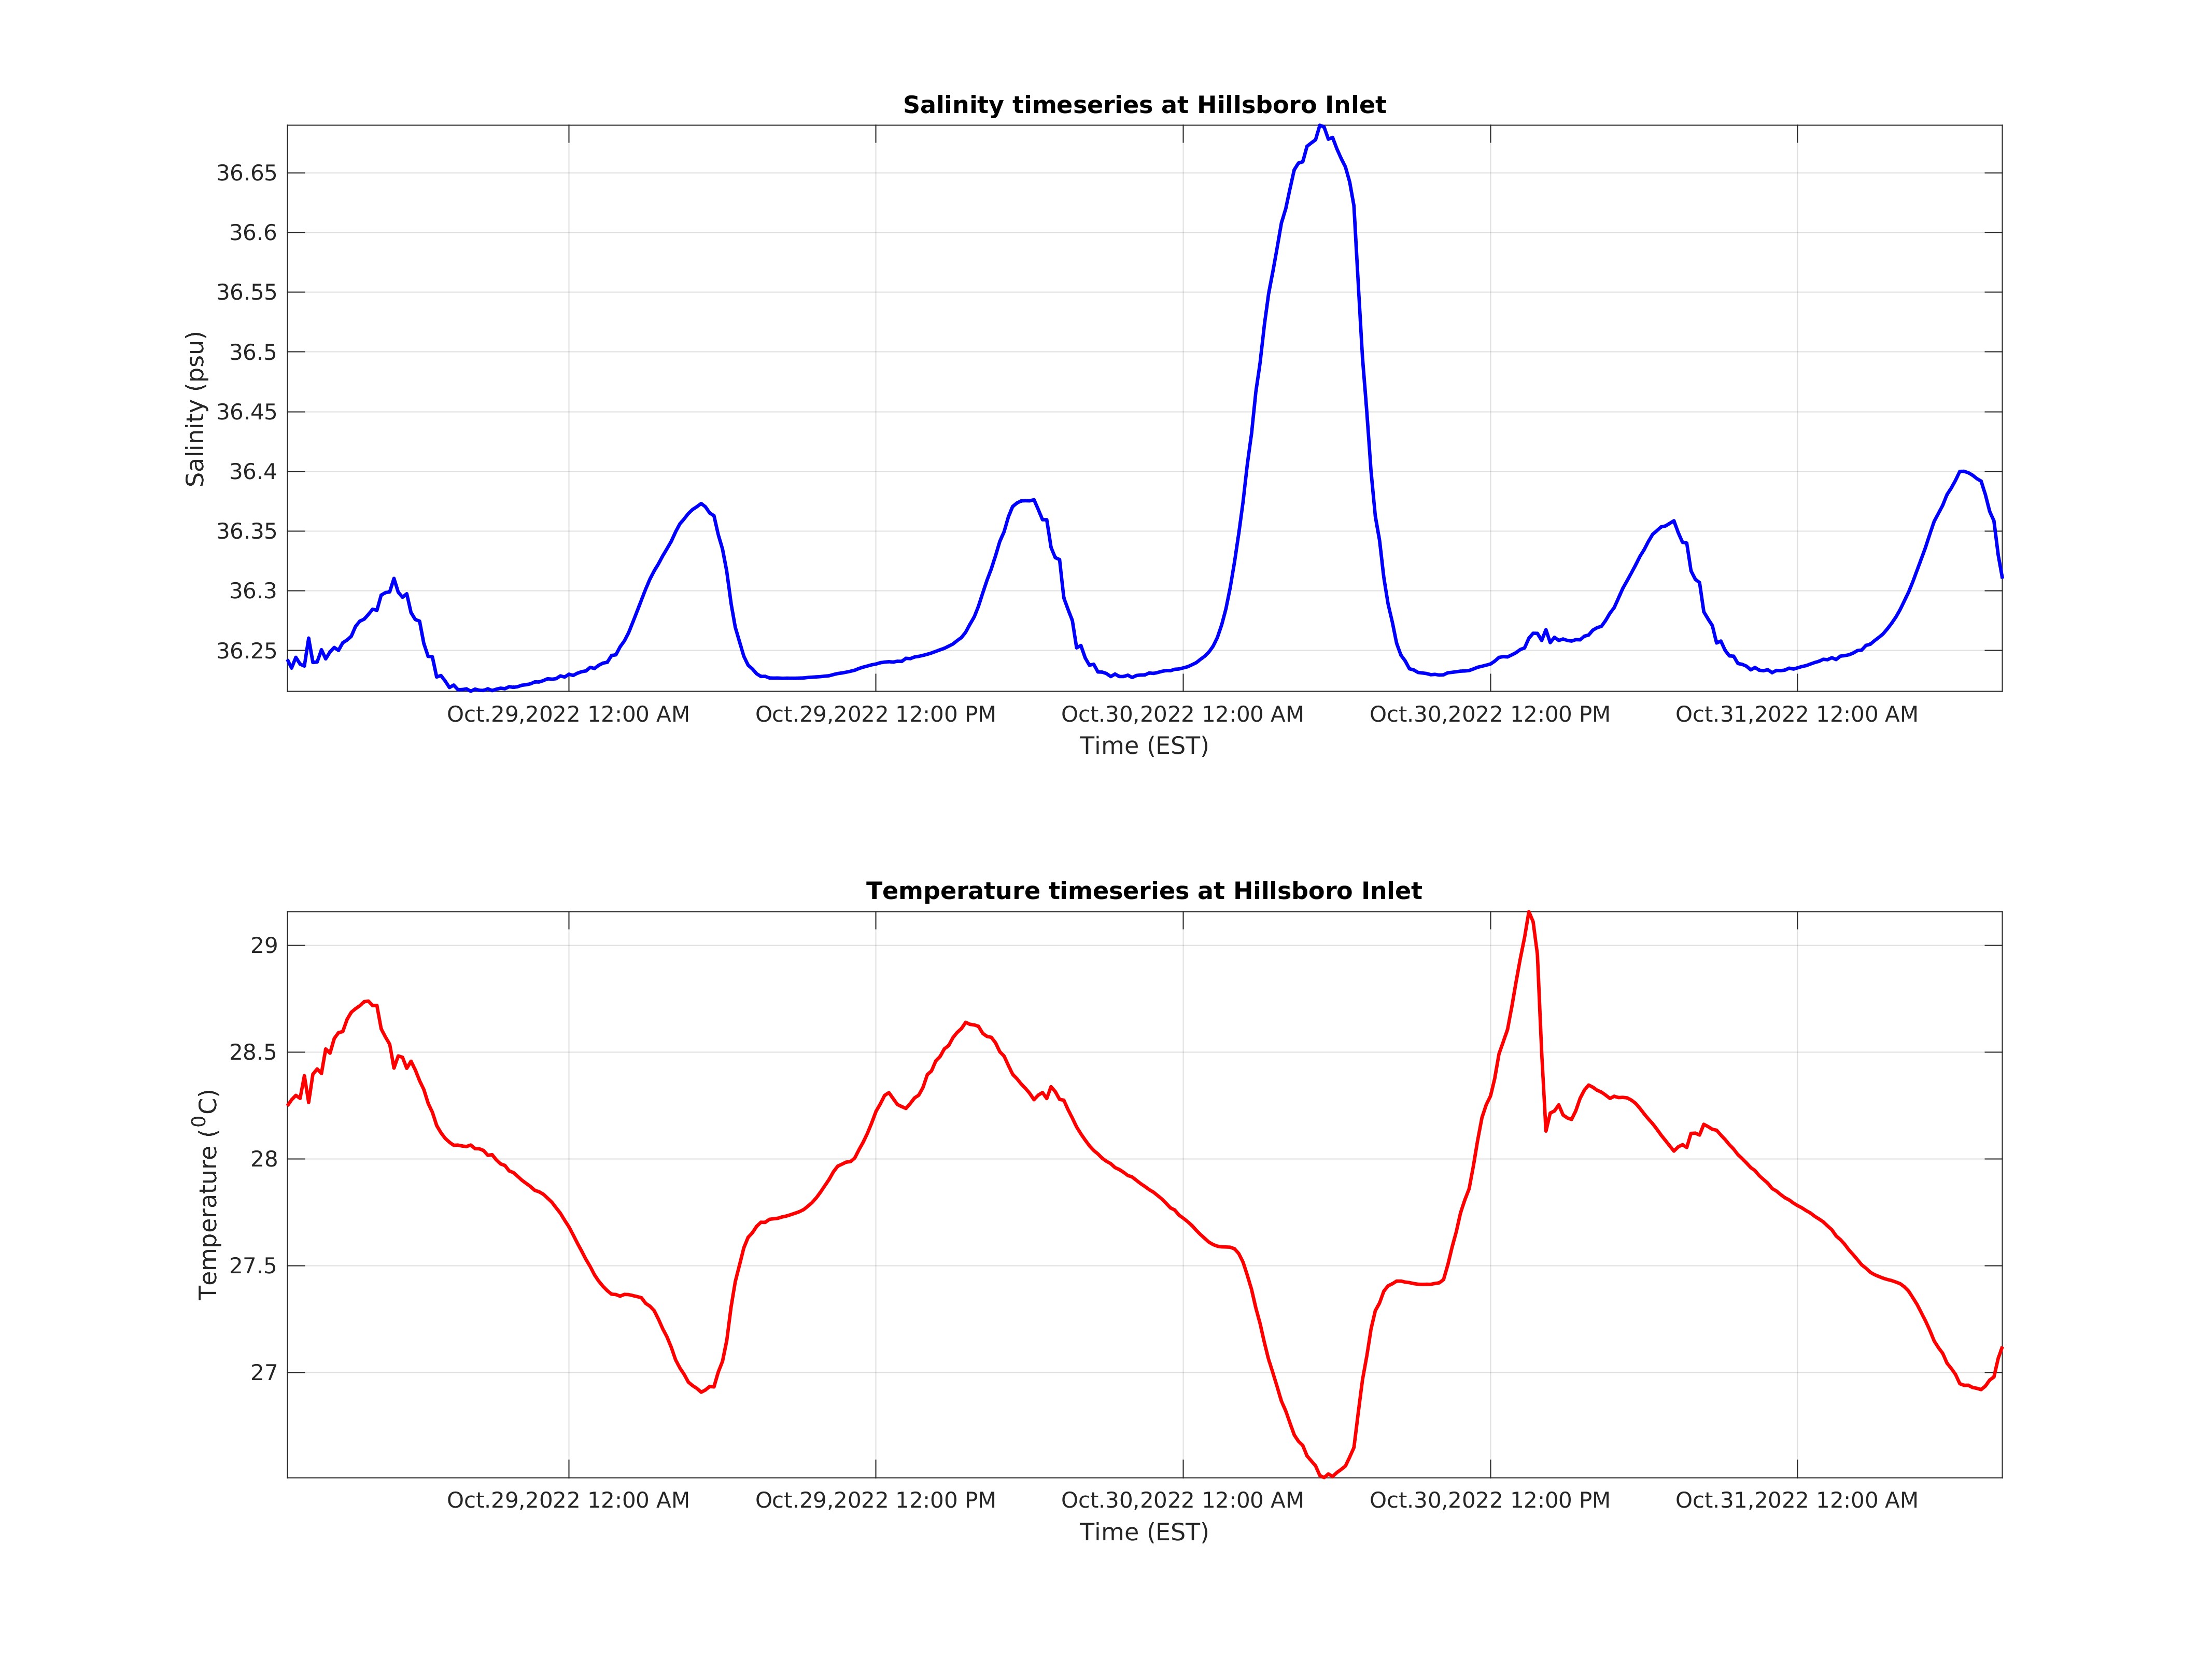 Salinity timeseries at Hillsboro Inlet
36.65
36.6
36.55
36.5
36.45
36.4
36.35
36.3
36.25
Salinity (psu)
Oct.29,2022 12:00 AM Oct.29,2022 12:00 PM Oct.30,2022 12:00 AM Oct.30,2022 12:00 PM Oct.31,2022 12:00 AM
Time (EST)
Temperature timeseries at Hillsboro Inlet
29
28.5
28
27.5
27
Temperature (⁰C)
Oct.29,2022 12:00 AM Oct.29,2022 12:00 PM Oct.30,2022 12:00 AM Oct.30,2022 12:00 PM Oct.31,2022 12:00 AM
Time (EST)